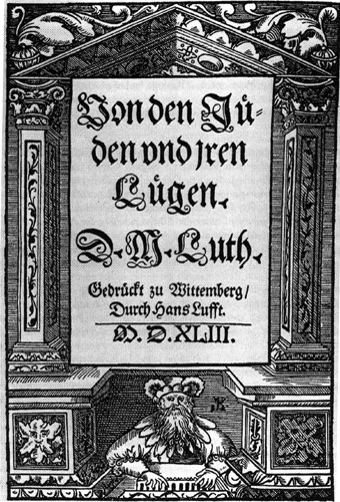 Von den Jü-
den vnd jren
Lügen.
D. M. Luth.
Gedrückt zu Wittemberg/
Durch Hans Lufft.
M. D. XLIII.